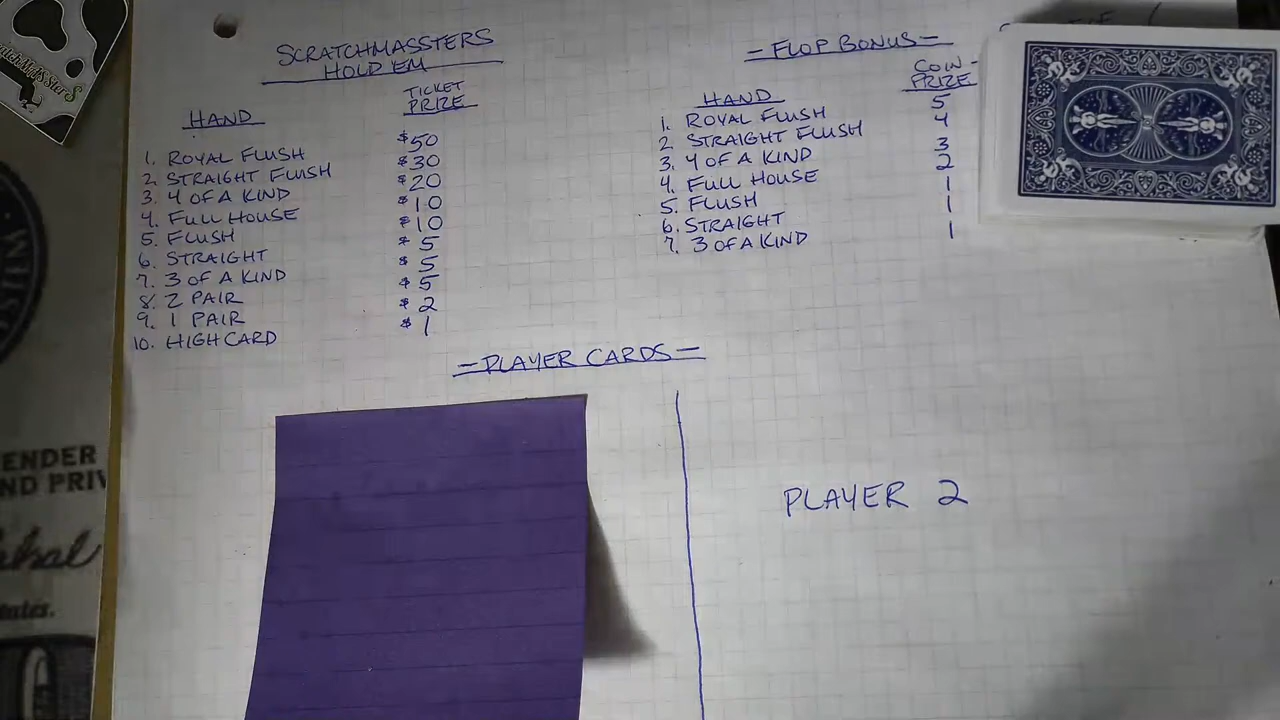 SCRATCHMASSTERS
HOLD'EM
HAND
TICKET
PRIZE
1. ROYAL FLUSH $50
2. STRAIGHT FLUSH $30
3. 4 OF A KIND $20
4. FULL HOUSE $10
5. FLUSH $10
6. STRAIGHT $5
7. 3 OF A KIND $5
8. 2 PAIR $5
9. 1 PAIR $2
10. HIGH CARD $1
- FLOP BONUS -
HAND
COIN
PRIZE
1. ROYAL FLUSH 5
2 STRAIGHT FLUSH 4
3. 4 OF A KIND 3
4. FULL HOUSE 2
5. FLUSH 1
6. STRAIGHT 1
7. 3 OF A KIND 1
- PLAYER CARDS -
PLAYER 2
ENDER
ND PRIV
tates.